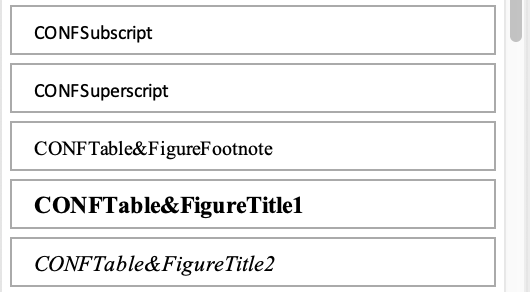 CONFSubscript
CONFSuperscript
CONFTable&FigureFootnote
CONFTable&FigureTitle1
CONFTable&FigureTitle2